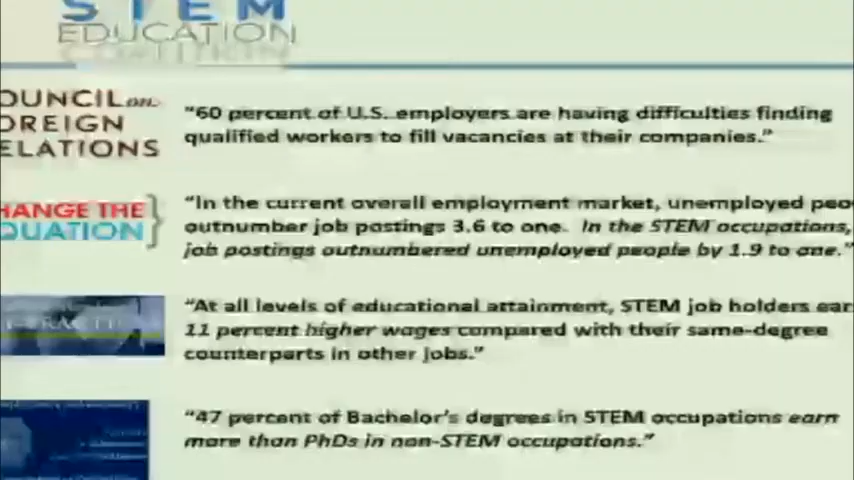 STEM
EDUCATION
COALITION
OUNCIL on
OREIGN
ELATIONS
"60 percent of U.S. employers are having difficulties finding
qualified workers to fill vacancies at their companies."
HANGE THE
QUATION
"In the current overall employment market, unemployed peo
outnumber job postings 3.6 to one. In the STEM occupations,
job postings outnumbered unemployed people by 1.9 to one."
"At all levels of educational attainment, STEM job holders ear
11 percent higher wages compared with their same-degree
counterparts in other jobs."
"47 percent of Bachelor's degrees in STEM occupations earn
more than PhDs in non-STEM occupations."